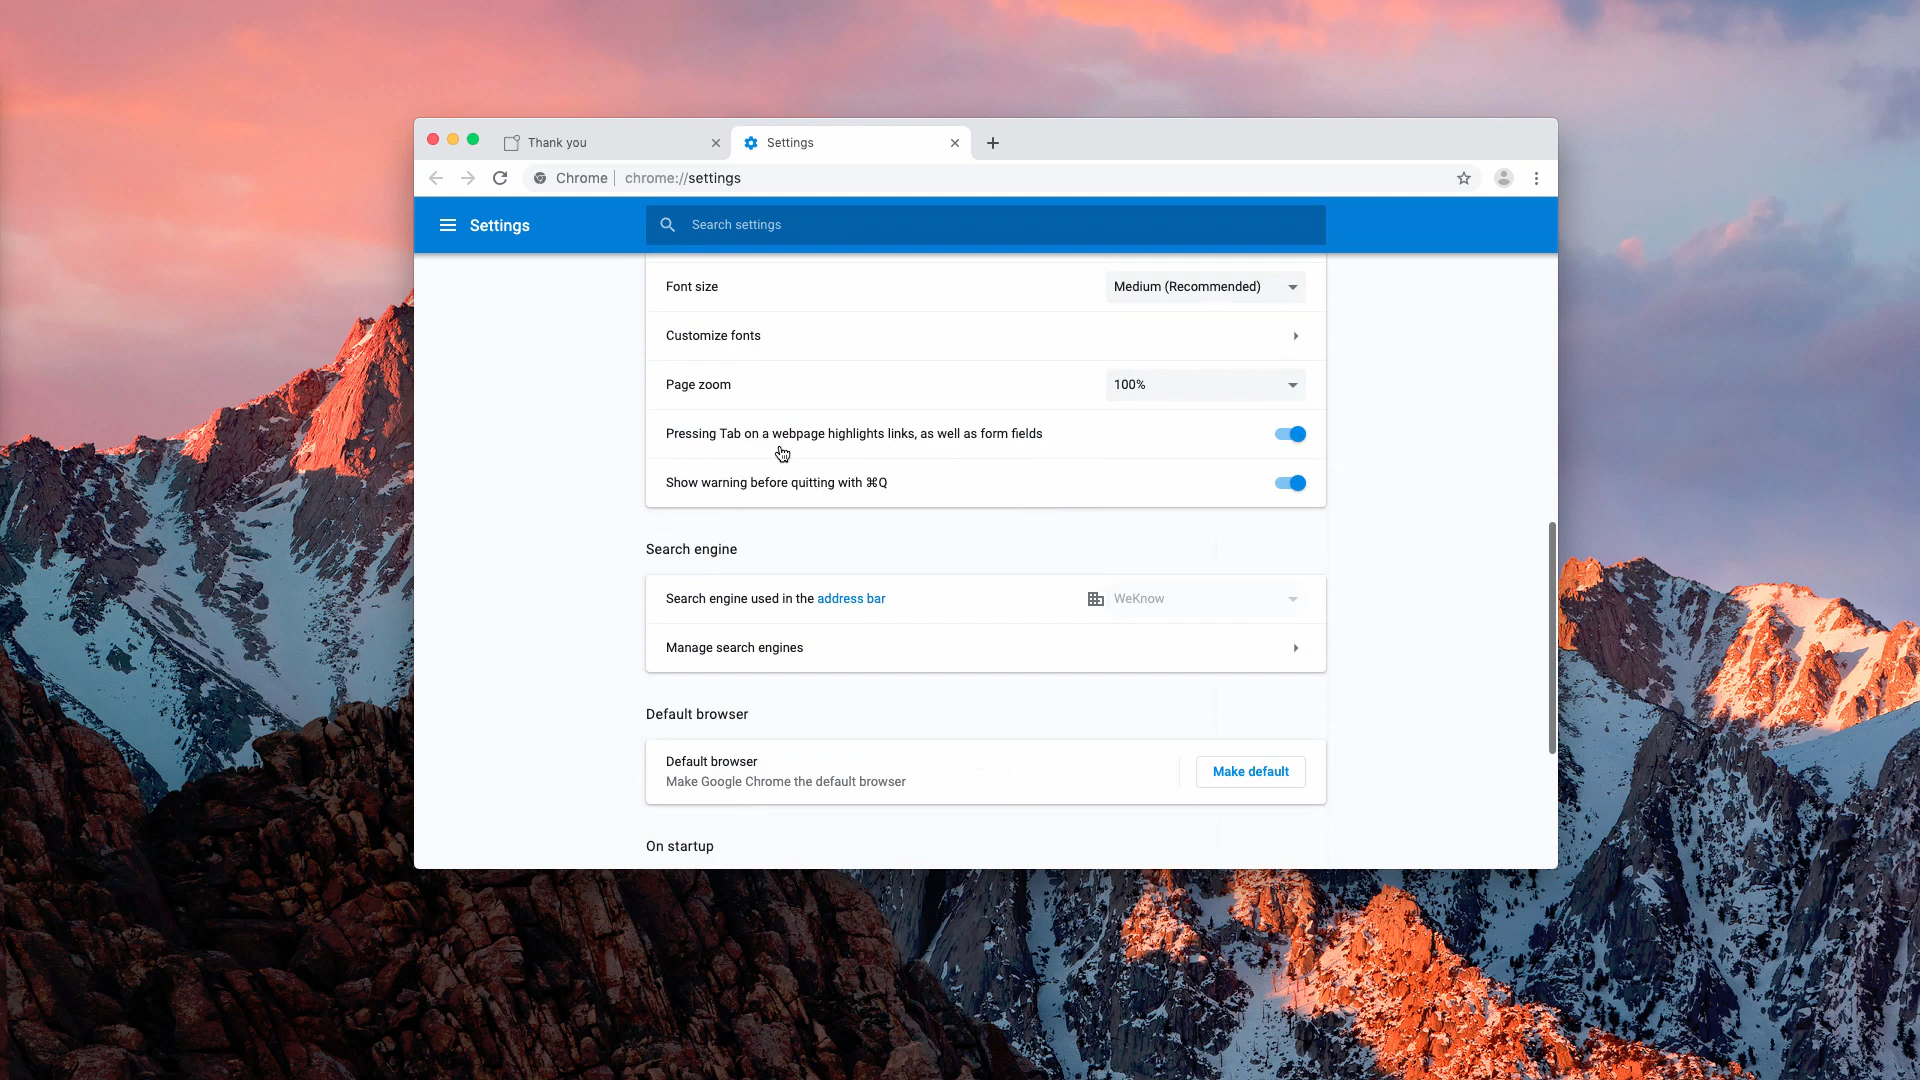 Thank you
Settings
Chrome | chrome://settings
Settings
Search settings
Font size
Medium (Recommended)
Customize fonts
Page zoom
100%
Pressing Tab on a webpage highlights links, as well as form fields
Show warning before quitting with ⌘Q
Search engine
Search engine used in the address bar
WeKnow
Manage search engines
Default browser
Default browser
Make Google Chrome the default browser
Make default
On startup